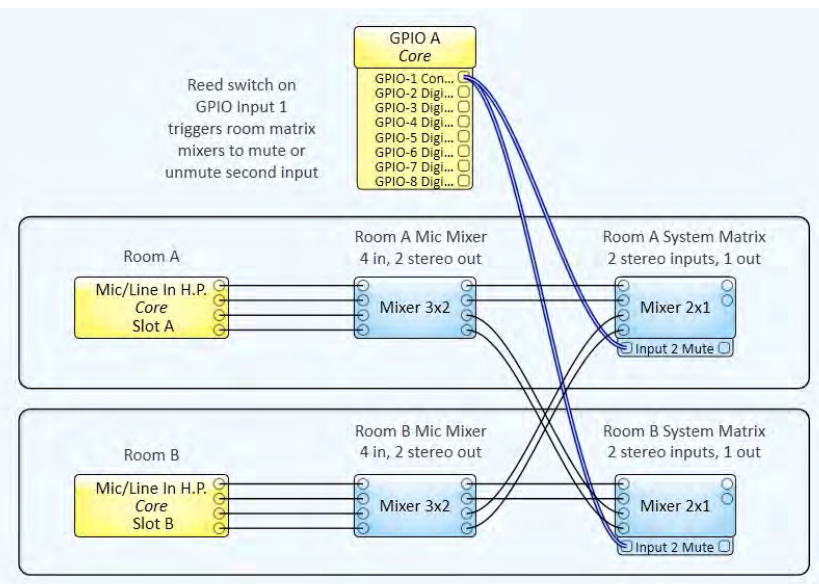 GPIO A
Core
GPIO-1 Con...
GPIO-2 Digi...
GPIO-3 Digi...
GPIO-4 Digi...
GPIO-5 Digi...
GPIO-6 Digi...
GPIO-7 Digi...
GPIO-8 Digi...
Reed switch on
GPIO Input 1
triggers room matrix
mixers to mute or
unmute second input
Room A
Mic/Line In H.P.
Core
Slot A
Room A Mic Mixer
4 in, 2 stereo out
Mixer 3x2
Room A System Matrix
2 stereo inputs, 1 out
Mixer 2x1
Input 2 Mute
Room B
Mic/Line In H.P.
Core
Slot B
Room B Mic Mixer
4 in, 2 stereo out
Mixer 3x2
Room B System Matrix
2 stereo inputs, 1 out
Mixer 2x1
Input 2 Mute